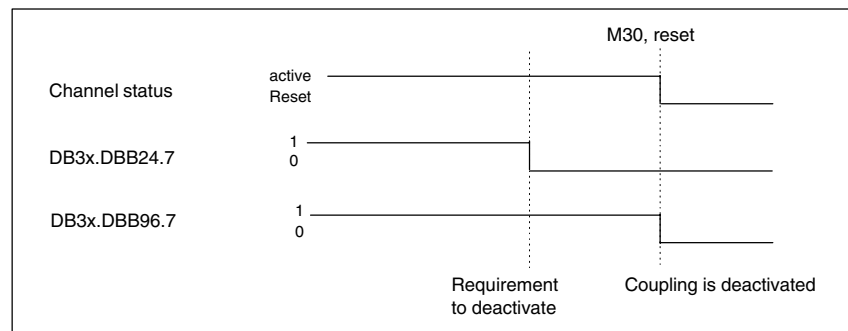 M30, reset
Channel status
active
Reset
DB3x.DBB24.7
1
0
DB3x.DBB96.7
1
0
Requirement
to deactivate
Coupling is deactivated